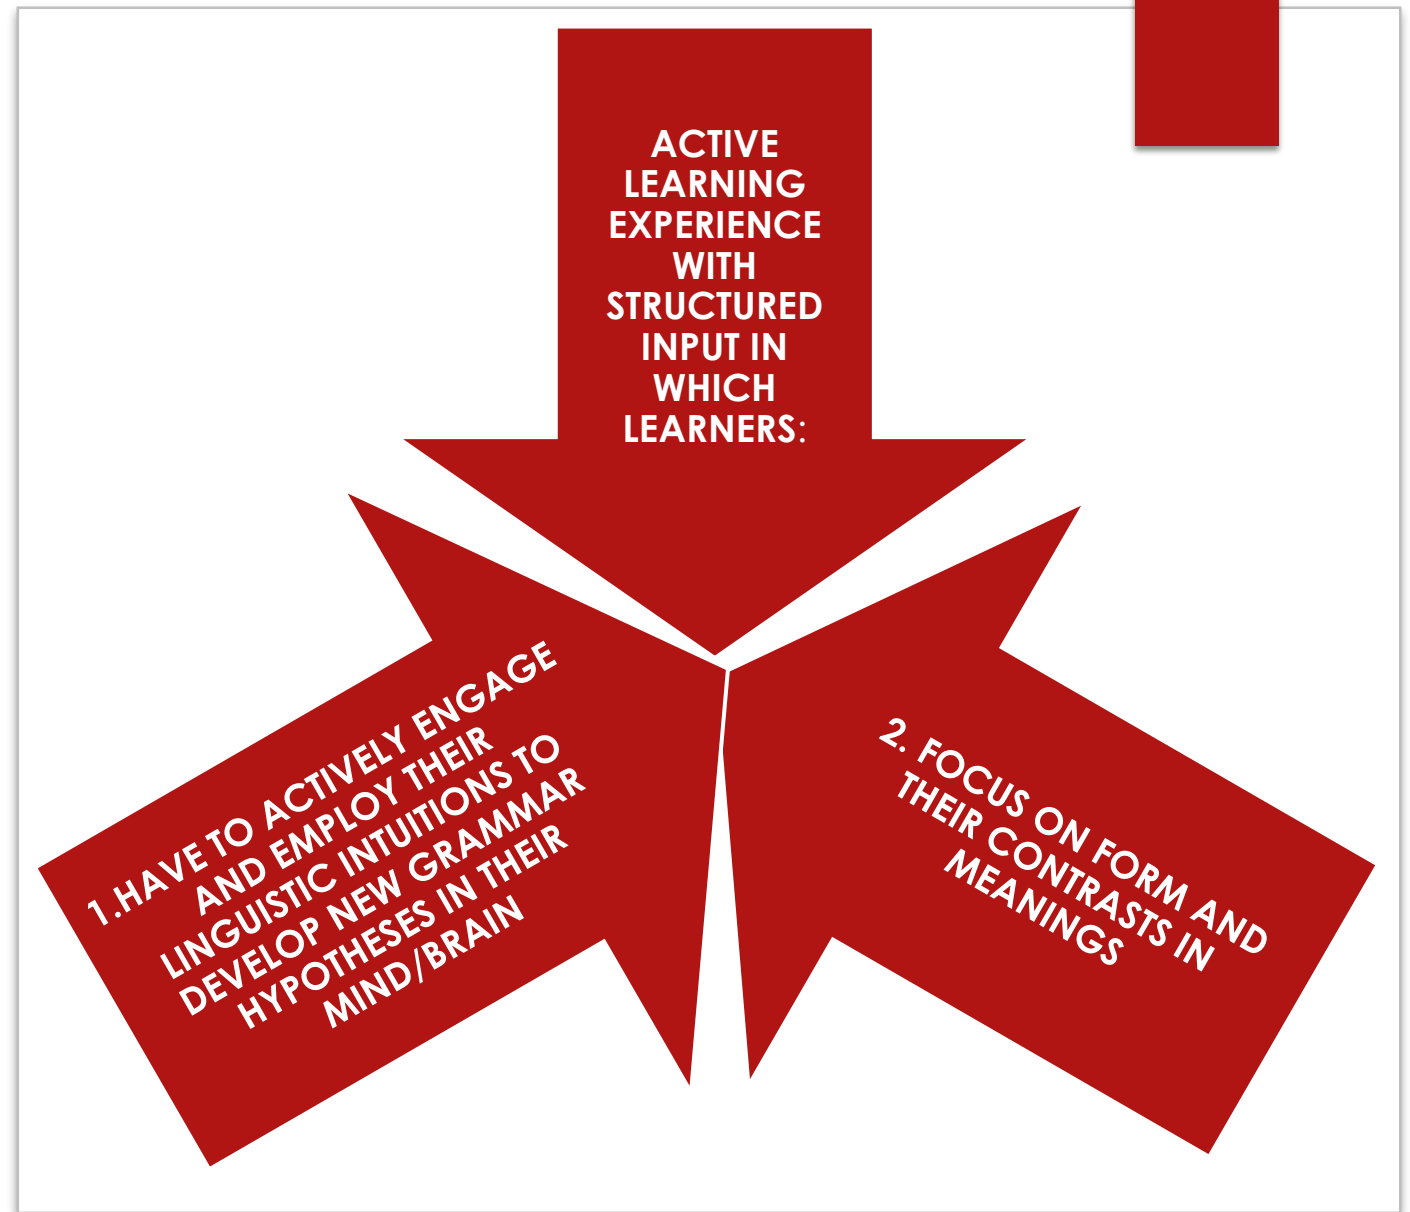 ACTIVE
LEARNING
EXPERIENCE
WITH
STRUCTURED
INPUT IN
WHICH
LEARNERS:
1.HAVE TO ACTIVELY ENGAGE
AND EMPLOY THEIR
LINGUISTIC INTUITIONS TO
DEVELOP NEW GRAMMAR
HYPOTHESES IN THEIR
MIND/BRAIN
2. FOCUS ON FORM AND
THEIR CONTRASTS IN
MEANINGS